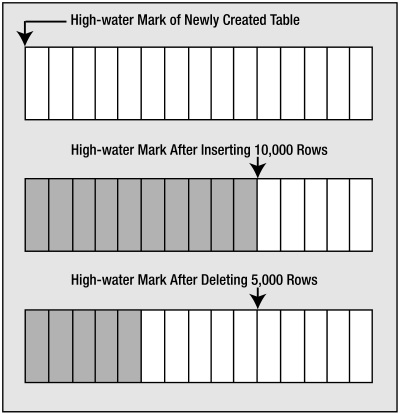 High-water Mark of Newly Created Table
High-water Mark After Inserting 10,000 Rows
High-water Mark After Deleting 5,000 Rows